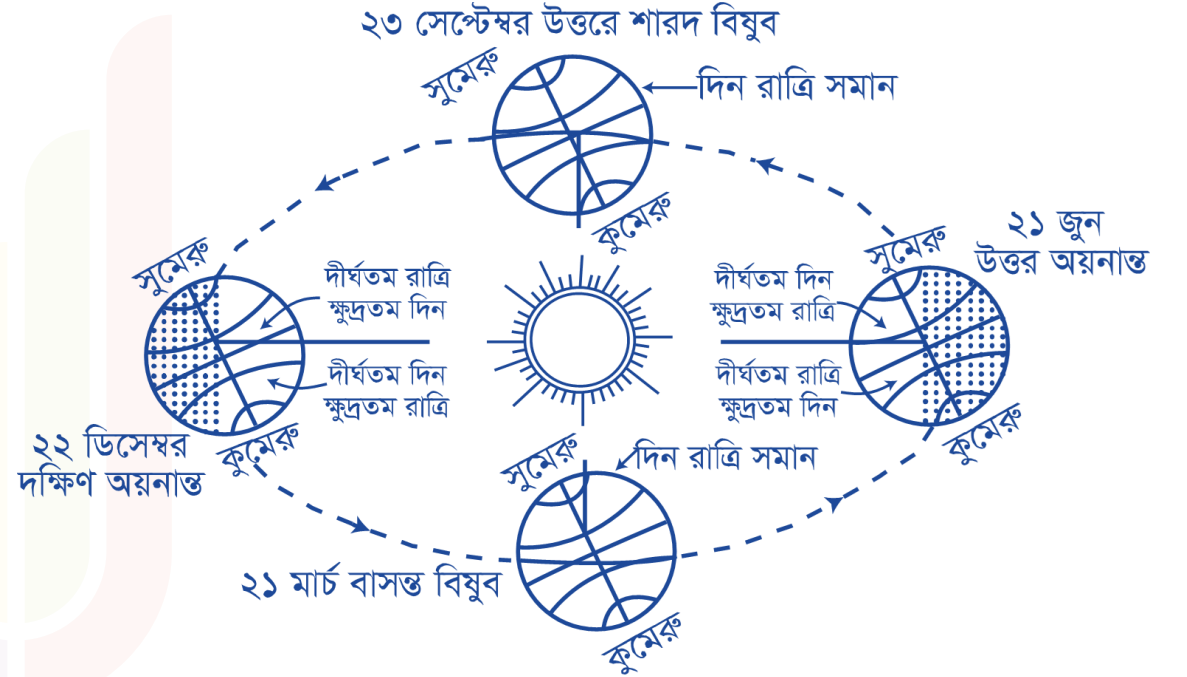 ২৩ সেপ্টেম্বর উত্তরে শারদ বিষুব
সুমেরু
দিন রাত্রি সমান
কুমেরু
২১ জুন
উত্তর অয়নান্ত
সুমেরু
সুমেরু
দীর্ঘতম রাত্রি
ক্ষুদ্রতম দিন
দীর্ঘতম দিন
ক্ষুদ্রতম রাত্রি
দীর্ঘতম দিন
ক্ষুদ্রতম রাত্রি
দীর্ঘতম রাত্রি
ক্ষুদ্রতম দিন
২২ ডিসেম্বর
দক্ষিণ অয়নান্ত
কুমেরু
কুমেরু
সুমেরু
দিন রাত্রি সমান
২১ মার্চ বাসন্ত বিষুব
কুমেরু